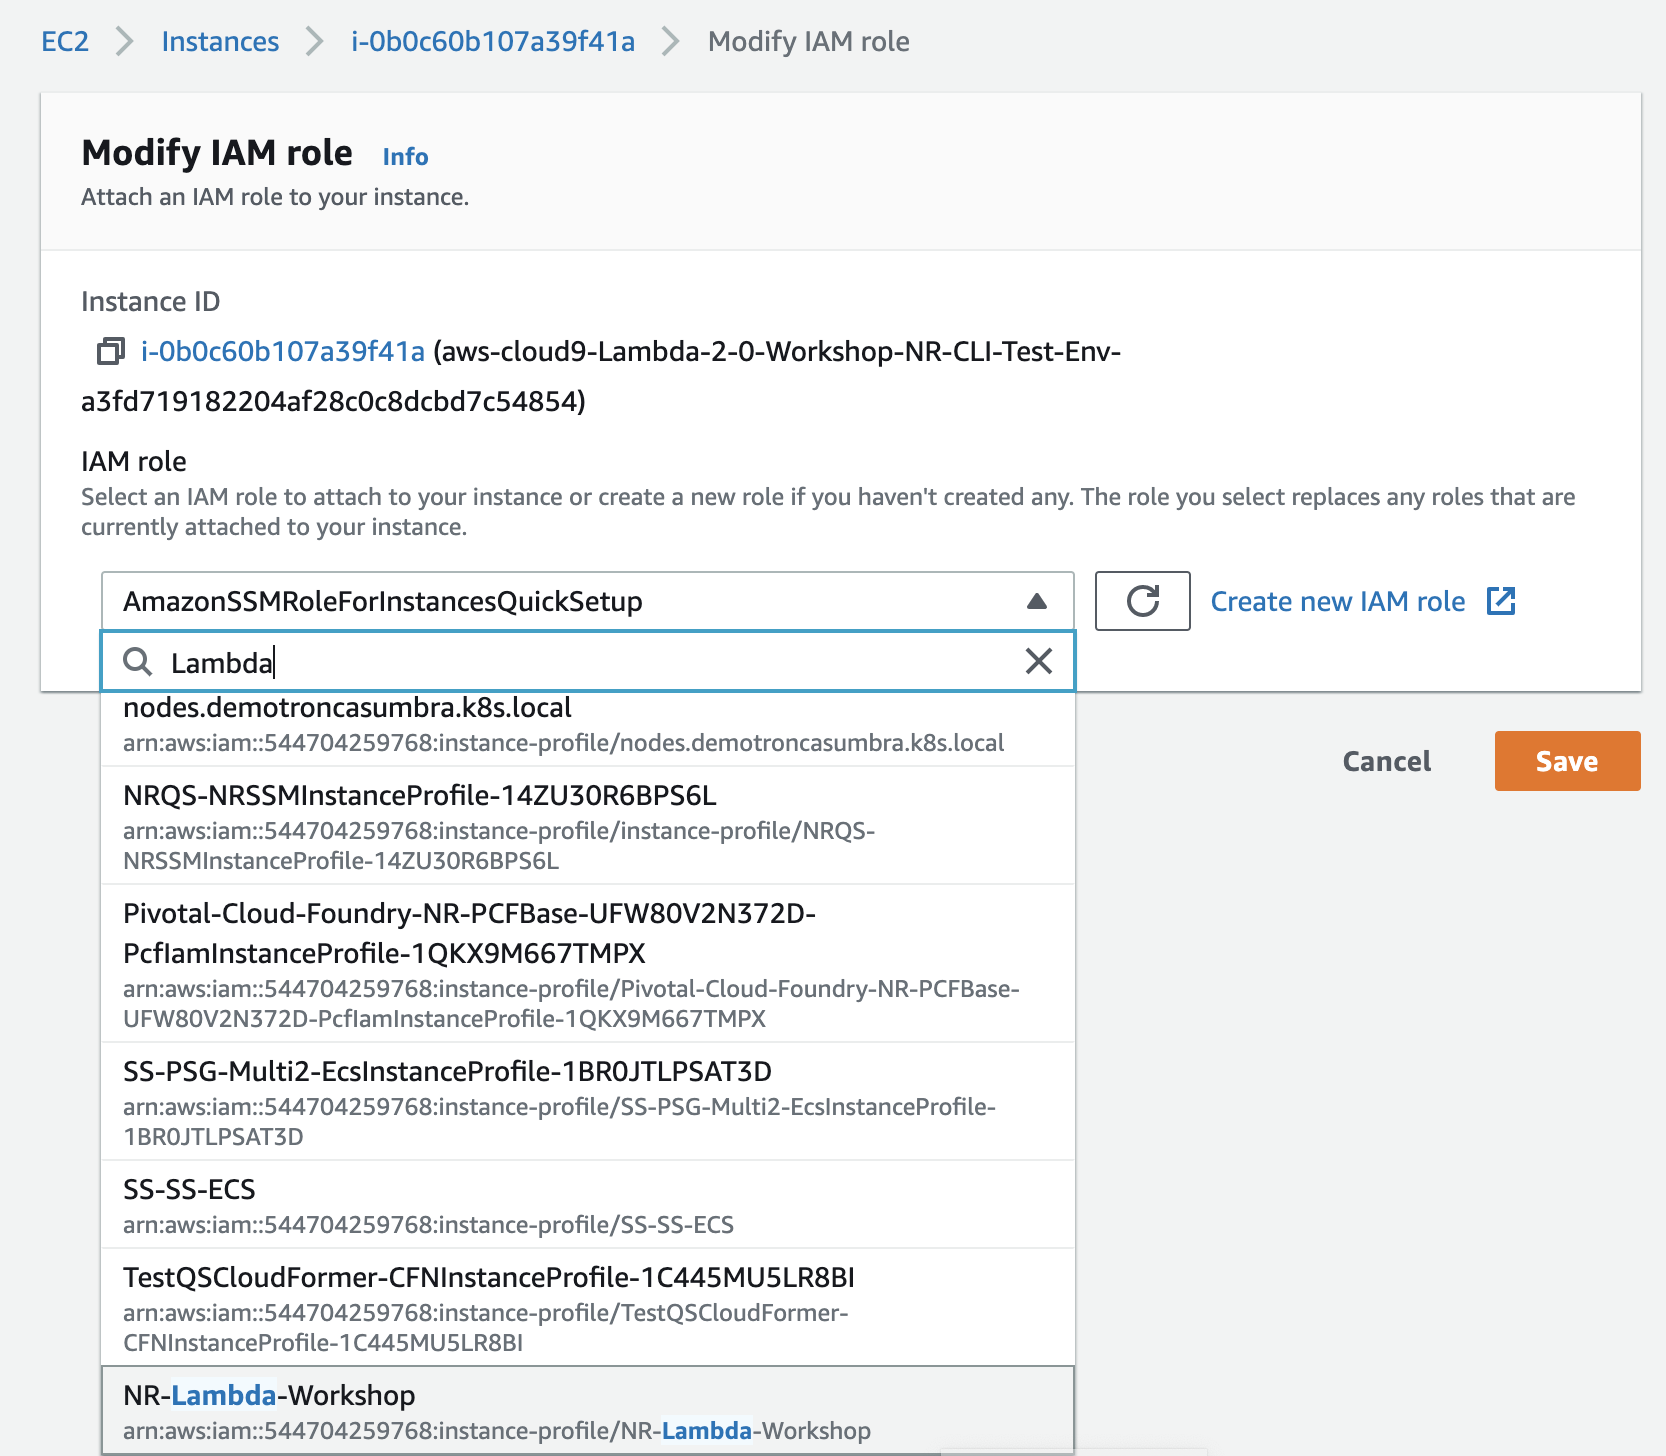 EC2 Instances i-0b0c60b107a39f41a Modify IAM role
Modify IAM role Info
Attach an IAM role to your instance.
Instance ID
i-0b0c60b107a39f41a (aws-cloud9-Lambda-2-0-Workshop-NR-CLI-Test-Env-
a3fd719182204af28c0c8dcbd7c54854)
IAM role
Select an IAM role to attach to your instance or create a new role if you haven't created any. The role you select replaces any roles that are
currently attached to your instance.
AmazonSSMRoleForInstancesQuickSetup
Create new IAM role
Lambda
nodes.demotroncasumbra.k8s.local
arn:aws:iam::544704259768:instance-profile/nodes.demotroncasumbra.k8s.local
Cancel Save
NRQS-NRSSMInstanceProfile-14ZU30R6BPS6L
arn:aws:iam::544704259768:instance-profile/instance-profile/NRQS-
NRSSMInstanceProfile-14ZU30R6BPS6L
Pivotal-Cloud-Foundry-NR-PCFBase-UFW80V2N372D-
PcfIamInstanceProfile-1QKX9M667TMPX
arn:aws:iam::544704259768:instance-profile/Pivotal-Cloud-Foundry-NR-PCFBase-
UFW80V2N372D-PcfIamInstanceProfile-1QKX9M667TMPX
SS-PSG-Multi2-EcsInstanceProfile-1BR0JTLPSAT3D
arn:aws:iam::544704259768:instance-profile/SS-PSG-Multi2-EcsInstanceProfile-
1BR0JTLPSAT3D
SS-SS-ECS
arn:aws:iam::544704259768:instance-profile/SS-SS-ECS
TestQSCloudFormer-CFNInstanceProfile-1C445MU5LR8BI
arn:aws:iam::544704259768:instance-profile/TestQSCloudFormer-
CFNInstanceProfile-1C445MU5LR8BI
NR-Lambda-Workshop
arn:aws:iam::544704259768:instance-profile/NR-Lambda-Workshop